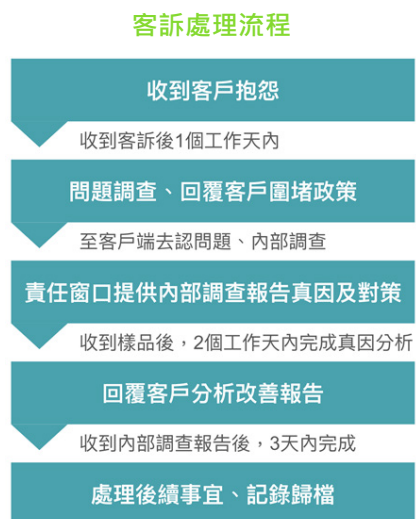 客訴處理流程
收到客戶抱怨
收到客訴後1個工作天內
問題調查、回覆客戶圍堵政策
至客戶端去認問題、內部調查
責任窗口提供內部調查報告真因及對策
收到樣品後，2個工作天內完成真因分析
回覆客戶分析改善報告
收到內部調查報告後，3天內完成
處理後續事宜、記錄歸檔